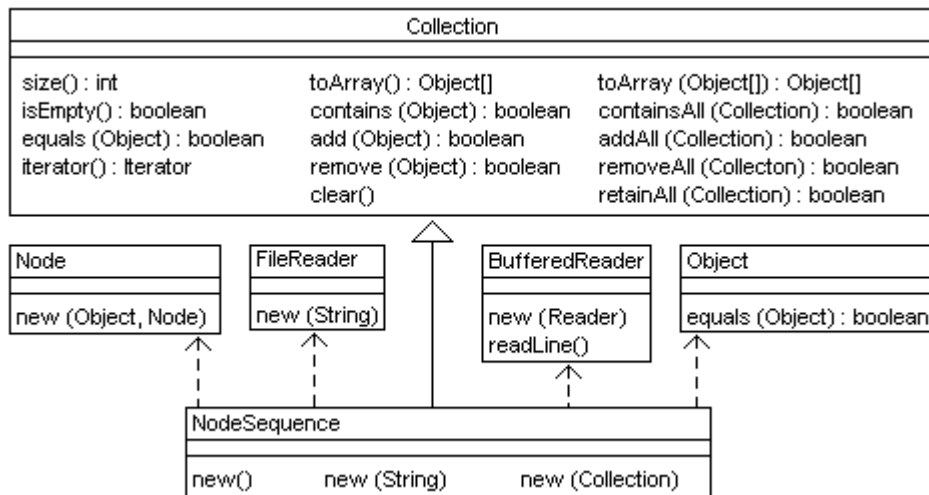 Collection
size() : int toArray() : Object[] toArray (Object[]) : Object[]
isEmpty() : boolean contains (Object) : boolean containsAll (Collection) : boolean
equals (Object) : boolean add (Object) : boolean addAll (Collection) : boolean
iterator() : Iterator remove (Object) : boolean removeAll (Collecton) : boolean
clear() retainAll (Collection) : boolean
Node
new (Object, Node)
FileReader
new (String)
BufferedReader
new (Reader)
readLine()
Object
equals (Object) : boolean
NodeSequence
new() new (String) new (Collection)